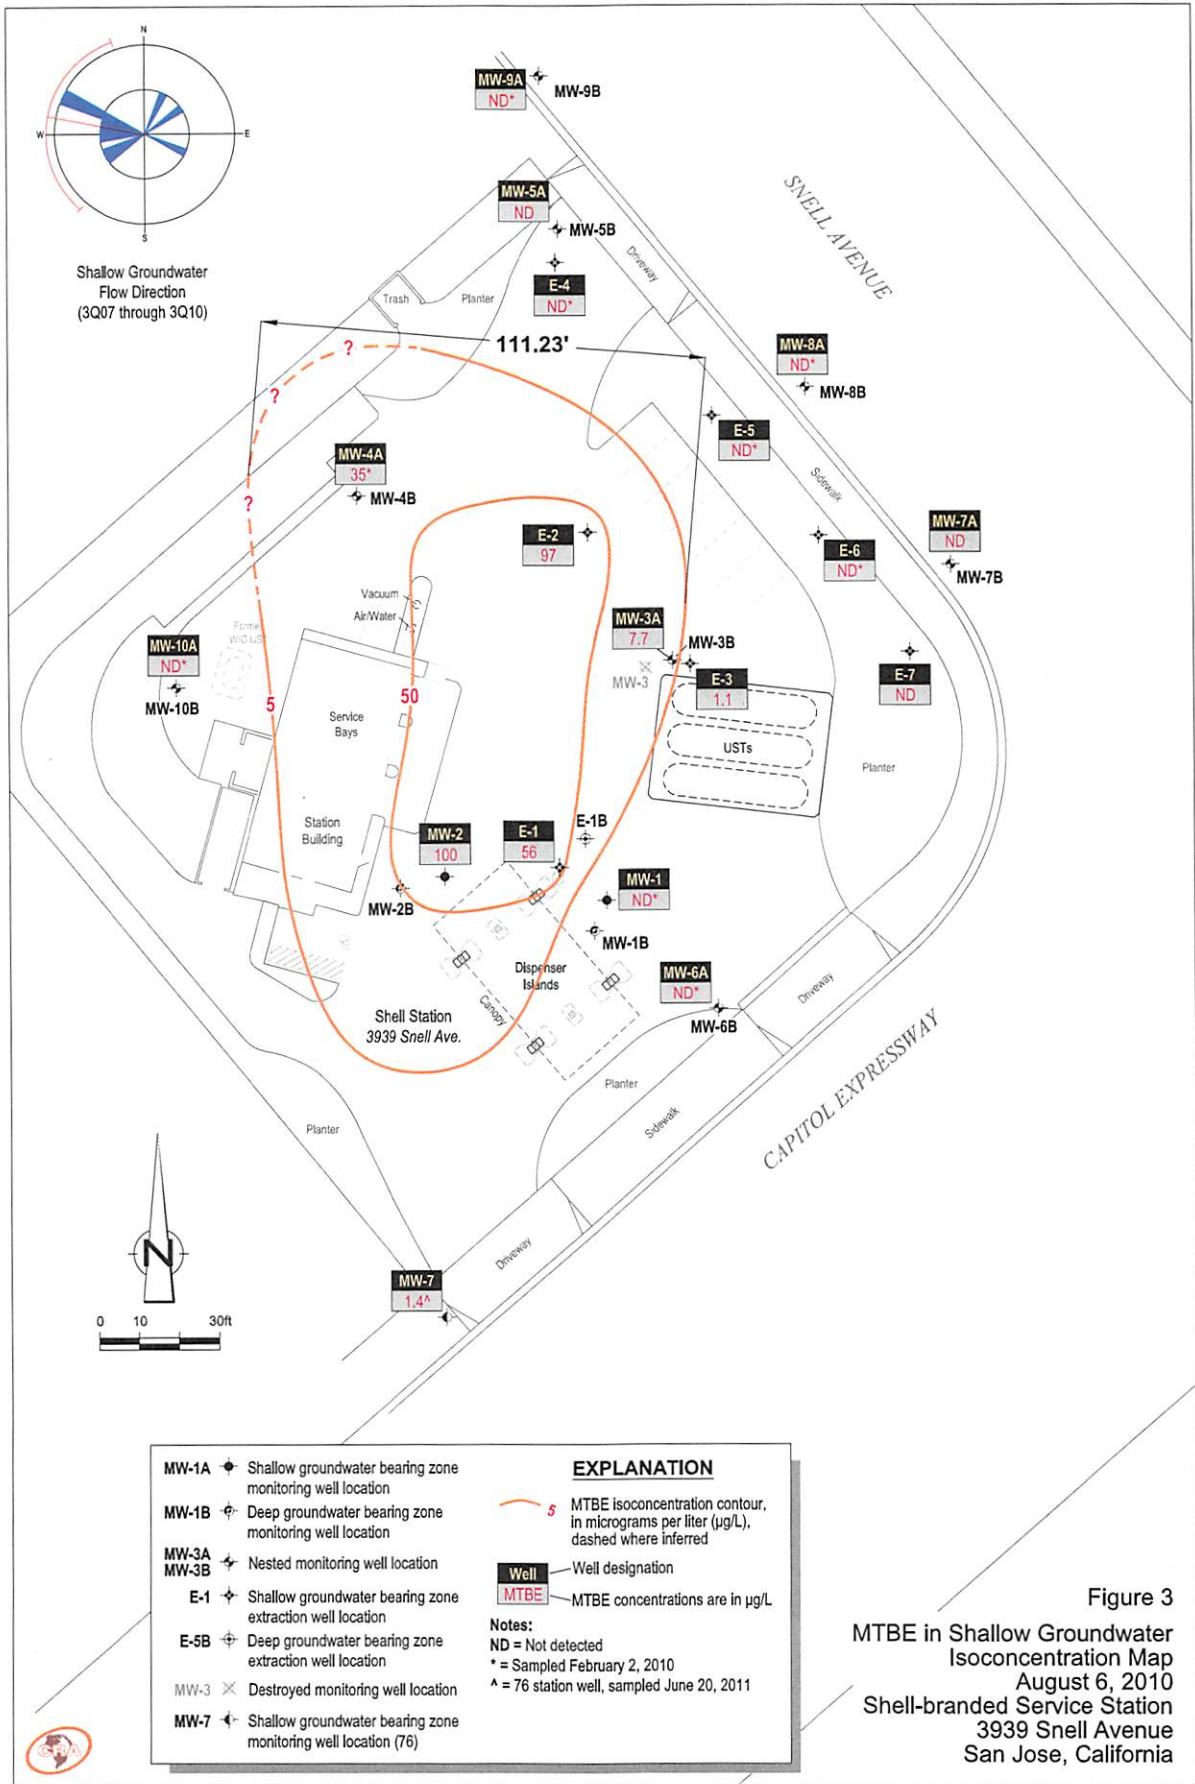 N
W
E
S
Shallow Groundwater
Flow Direction
(3Q07 through 3Q10)
MW-9A
ND*
MW-9B
SNELL AVENUE
MW-5A
ND
MW-5B
Driveway
E-4
ND*
Trash
Planter
111.23'
MW-8A
ND*
MW-8B
?
?
?
E-5
ND*
Sidewalk
MW-4A
35*
MW-4B
E-2
97
E-6
ND*
MW-7A
ND
MW-7B
Vacuum
Air/Water
MW-3A
7.7
MW-3B
MW-3
E-3
1.1
E-7
ND
MW-10A
ND*
MW-10B
W/O UST
5
50
Service
Bays
USTs
Planter
Station
Building
MW-2
100
E-1
56
E-1B
MW-2B
MW-1
ND*
MW-1B
Dispenser
Islands
Canopy
MW-6A
ND*
MW-6B
Driveway
Shell Station
3939 Snell Ave.
Planter
Sidewalk
CAPITOL EXPRESSWAY
Planter
Driveway
N
MW-7
1.4^
0 10 30ft
MW-1A Shallow groundwater bearing zone
monitoring well location
MW-1B Deep groundwater bearing zone
monitoring well location
MW-3A
MW-3B Nested monitoring well location
E-1 Shallow groundwater bearing zone
extraction well location
E-5B Deep groundwater bearing zone
extraction well location
MW-3 Destroyed monitoring well location
MW-7 Shallow groundwater bearing zone
monitoring well location (76)
EXPLANATION
5 MTBE isoconcentration contour,
in micrograms per liter (µg/L),
dashed where inferred
Well Well designation
MTBE MTBE concentrations are in µg/L
Notes:
ND = Not detected
* = Sampled February 2, 2010
^ = 76 station well, sampled June 20, 2011
Figure 3
MTBE in Shallow Groundwater
Isoconcentration Map
August 6, 2010
Shell-branded Service Station
3939 Snell Avenue
San Jose, California
CRA